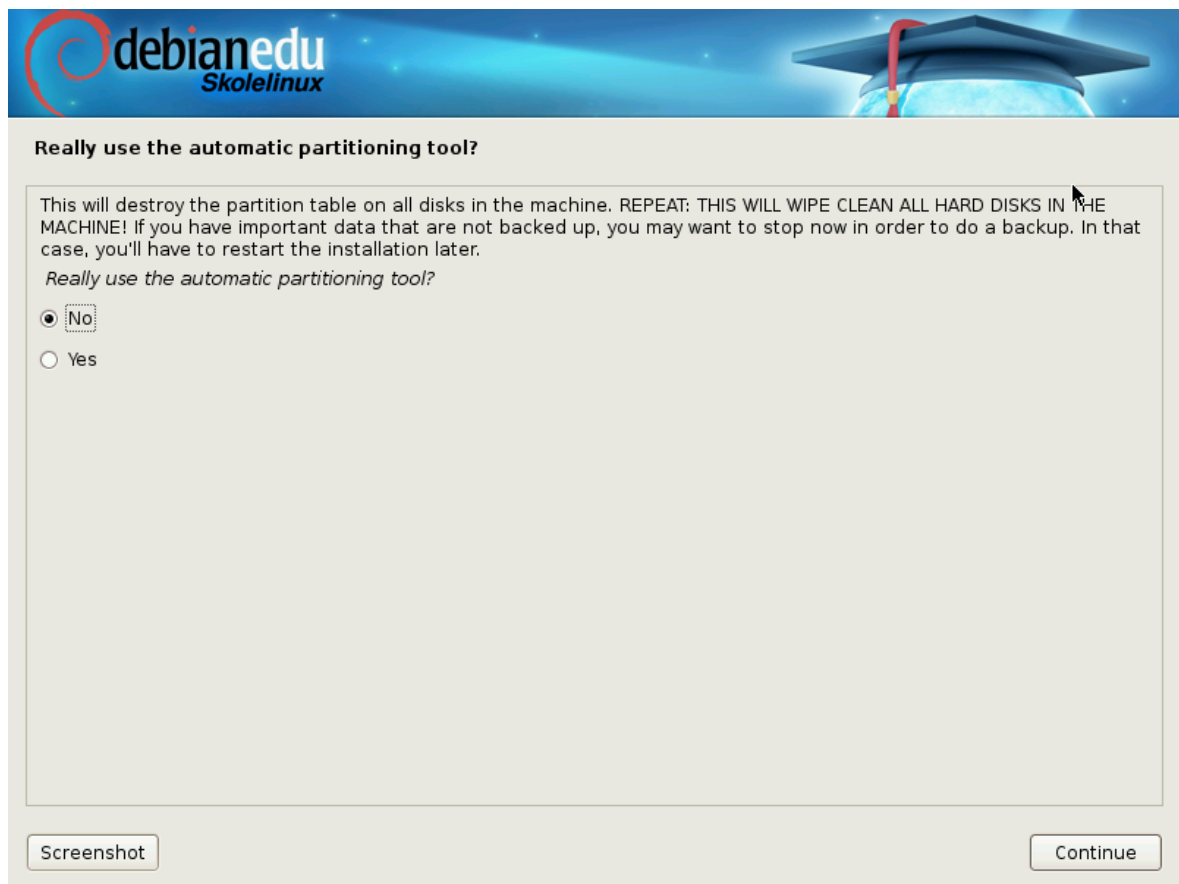 debianedu
Skolelinux
Really use the automatic partitioning tool?
This will destroy the partition table on all disks in the machine. REPEAT: THIS WILL WIPE CLEAN ALL HARD DISKS IN THE
MACHINE! If you have important data that are not backed up, you may want to stop now in order to do a backup. In that
case, you'll have to restart the installation later.
Really use the automatic partitioning tool?
No
Yes
Screenshot
Continue